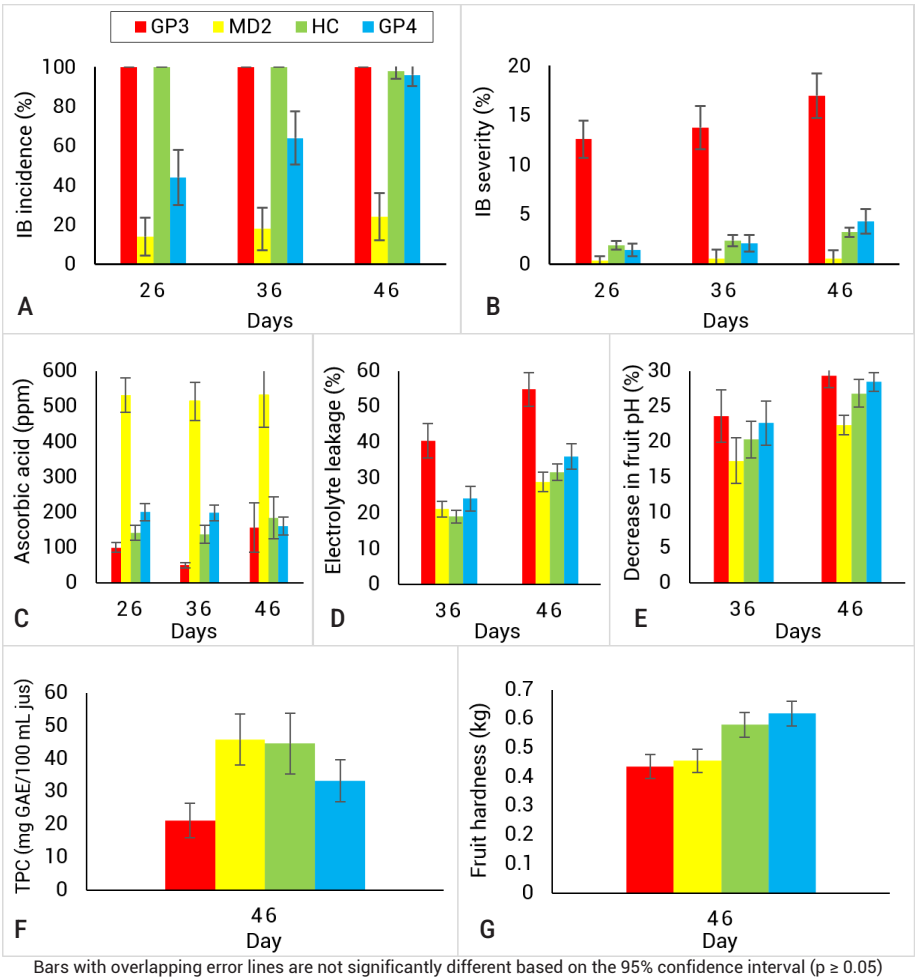 GP3 MD2 HC GP4
IB incidence (%)
100
80
60
40
20
0
26 36 46
Days
A
IB severity (%)
20
15
10
5
0
26 36 46
Days
B
Ascorbic acid (ppm)
600
500
400
300
200
100
0
26 36 46
Days
C
Electrolyte leakage (%)
60
50
40
30
20
10
0
36 46
Days
D
Decrease in fruit pH (%)
30
25
20
15
10
5
0
36 46
Days
E
TPC (mg GAE/100 mL jus)
60
50
40
30
20
10
0
46
Day
F
Fruit hardness (kg)
0.7
0.6
0.5
0.4
0.3
0.2
0.1
0
46
Day
G
Bars with overlapping error lines are not significantly different based on the 95% confidence interval (p ≥ 0.05)